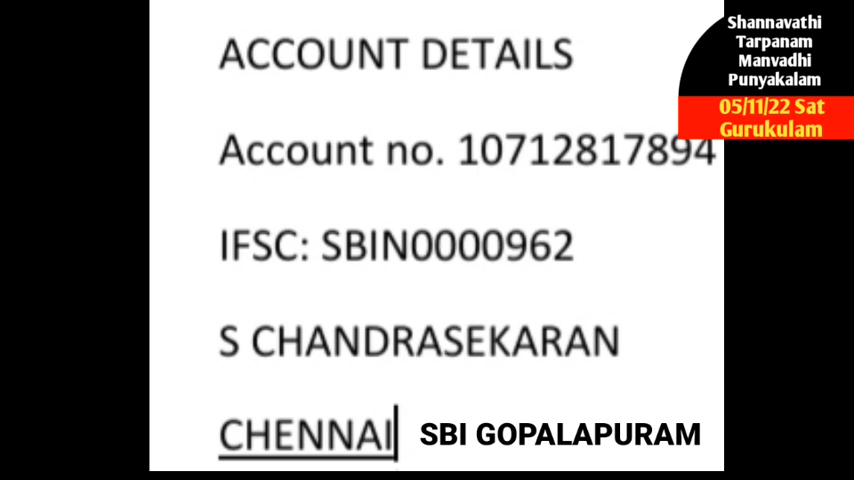 ACCOUNT DETAILS
Account no. 10712817894
IFSC: SBIN0000962
S CHANDRASEKARAN
CHENNAI SBI GOPALAPURAM
Shannavathi
Tarpanam
Manvadhi
Punyakalam
05/11/22 Sat
Gurukulam